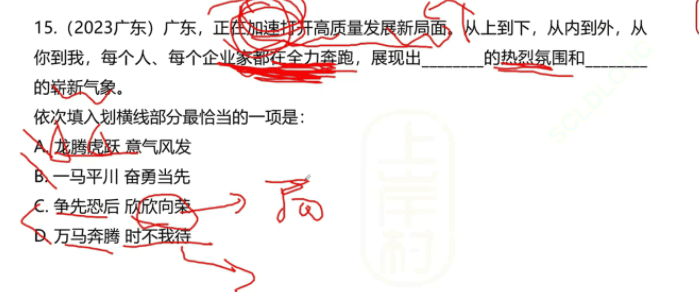 15.（2023广东）广东，正在加速打开高质量发展新局面。从上到下，从内到外，从
你到我，每个人、每个企业家都在全力奔跑，展现出________的热烈氛围和________
的崭新气象。
依次填入划横线部分最恰当的一项是：
A. 龙腾虎跃 意气风发
B. 一马平川 奋勇当先
C. 争先恐后 欣欣向荣
D. 万马奔腾 时不我待
上岸村